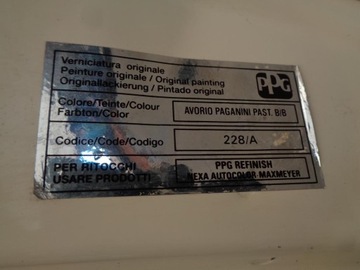 Verniciatura originale
Peinture originale / Original painting
Originallackierung / Pintado original
PPG
Colore/Teinte/Colour
Farbton/Color
AVORIO PAGANINI PAST. B/B
Codice/Code/Codigo
228/A
PER RITOCCHI
USARE PRODOTTI
PPG REFINISH
NEXA AUTOCOLOR-MAXMEYER